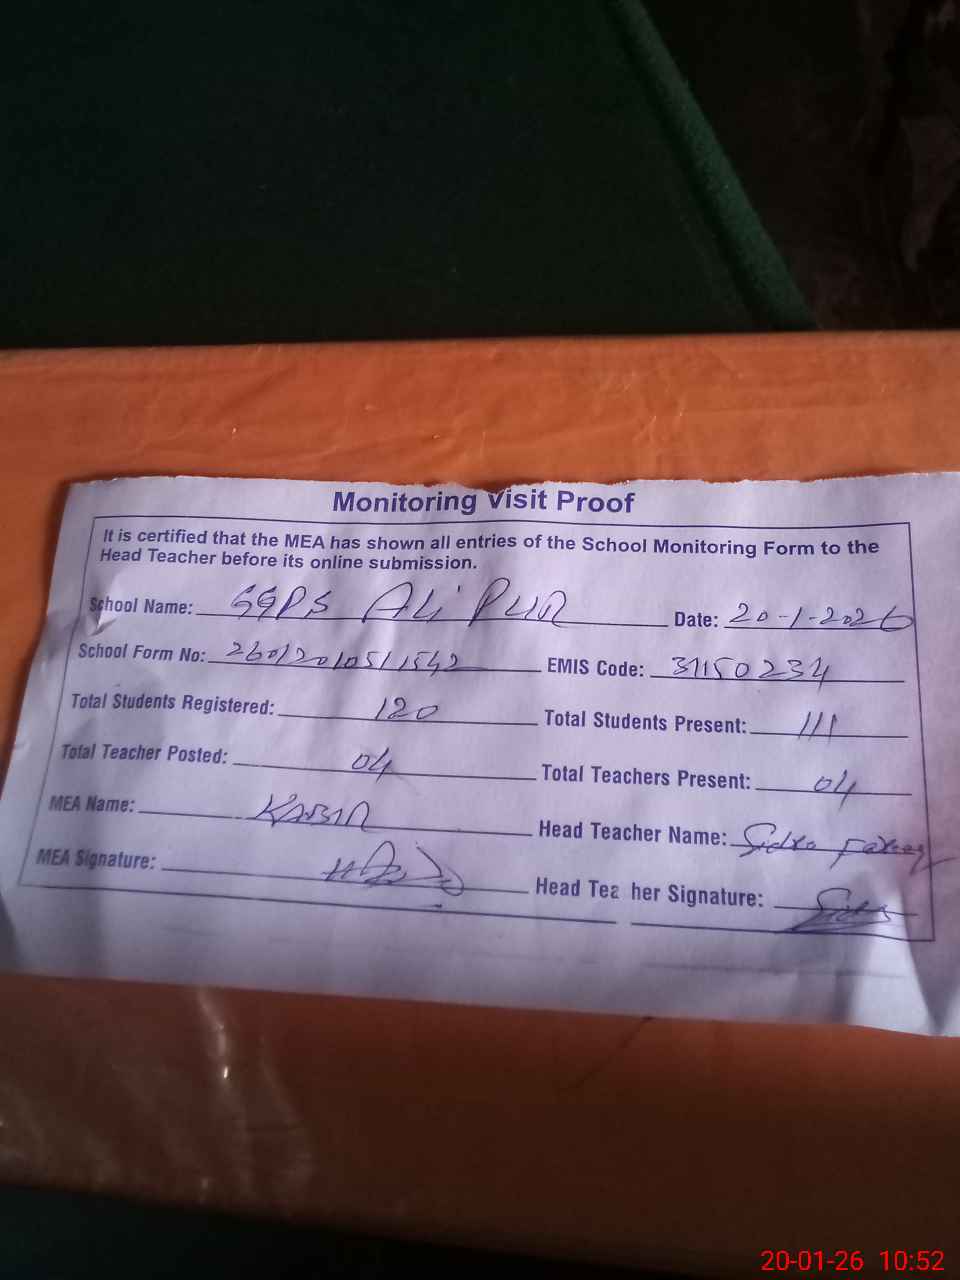 Monitoring Visit Proof
It is certified that the MEA has shown all entries of the School Monitoring Form to the
Head Teacher before its online submission.
School Name: GGPS Ali PUR Date: 20-1-2026
School Form No: 26012010511542 EMIS Code: 31150234
Total Students Registered: 120 Total Students Present: 111
Total Teacher Posted: 04 Total Teachers Present: 04
MEA Name: KABIR Head Teacher Name: Sidra
MEA Signature: Head Tea her Signature: Sidra
20-01-26 10:52